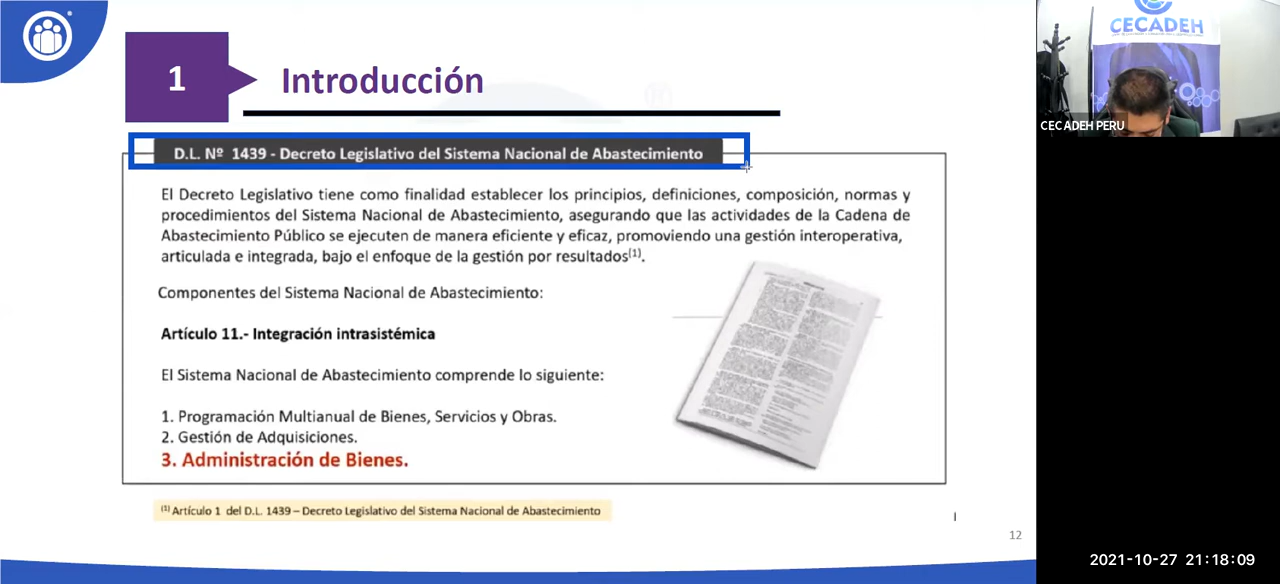 1
Introducción
D.L. Nº 1439 - Decreto Legislativo del Sistema Nacional de Abastecimiento
El Decreto Legislativo tiene como finalidad establecer los principios, definiciones, composición, normas y
procedimientos del Sistema Nacional de Abastecimiento, asegurando que las actividades de la Cadena de
Abastecimiento Público se ejecuten de manera eficiente y eficaz, promoviendo una gestión interoperativa,
articulada e integrada, bajo el enfoque de la gestión por resultados(1).
Componentes del Sistema Nacional de Abastecimiento:
Artículo 11.- Integración intrasistémica
El Sistema Nacional de Abastecimiento comprende lo siguiente:
1. Programación Multianual de Bienes, Servicios y Obras.
2. Gestión de Adquisiciones.
3. Administración de Bienes.
(1) Artículo 1 del D.L. 1439 – Decreto Legislativo del Sistema Nacional de Abastecimiento
12
CECADEH
CECADEH PERU
2021-10-27 21:18:09